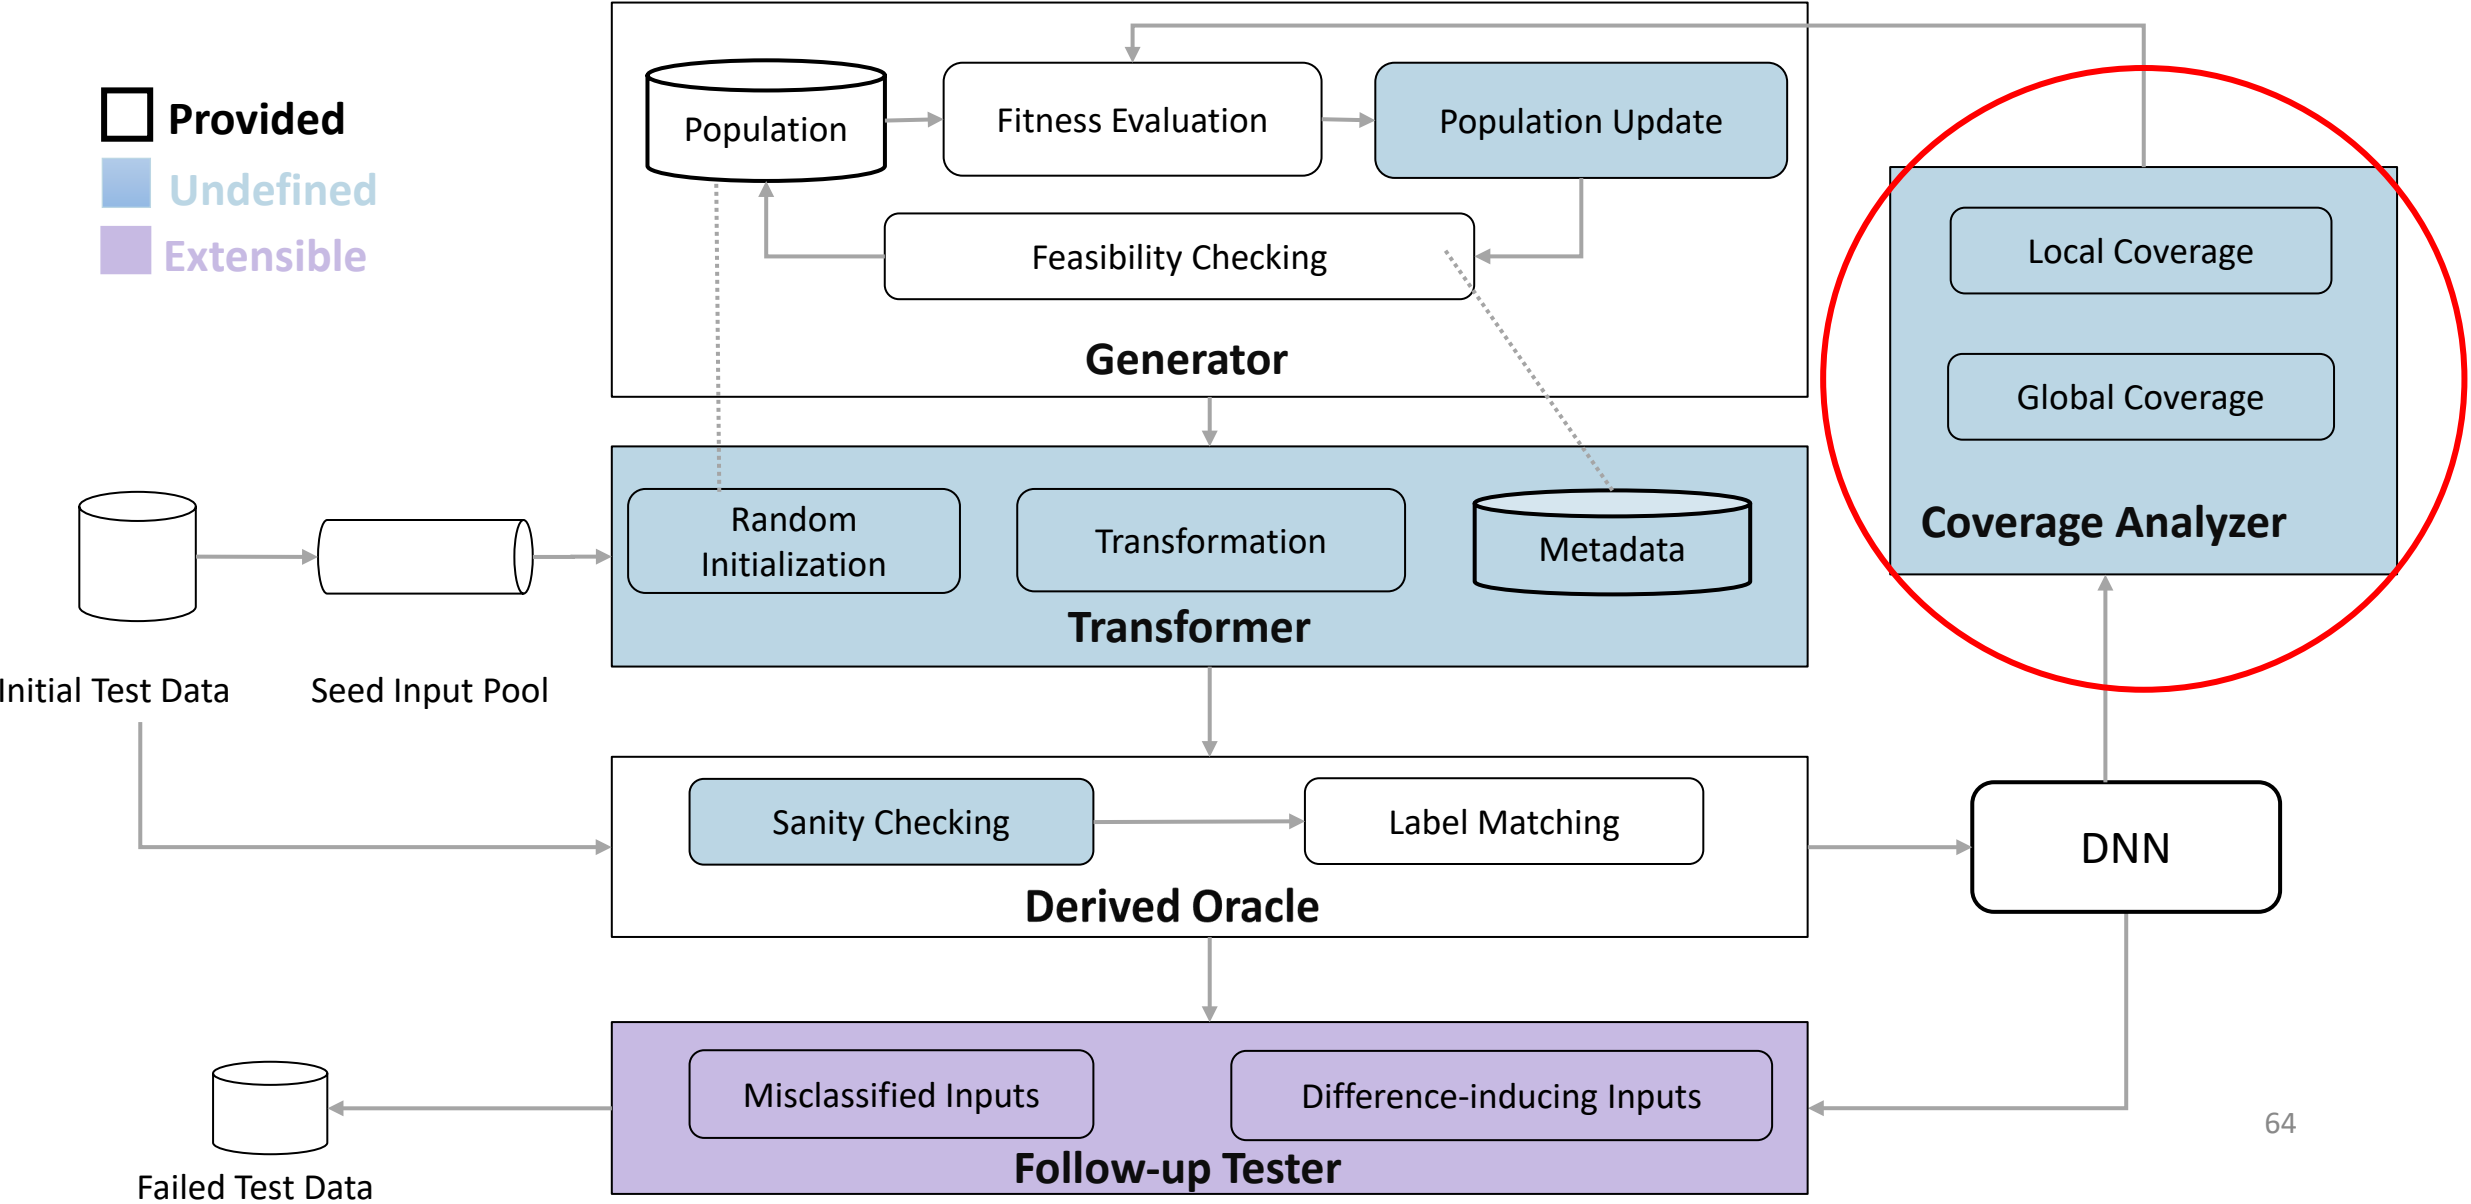 Provided
Undefined
Extensible
Population
Fitness Evaluation
Population Update
Feasibility Checking
Generator
Local Coverage
Global Coverage
Coverage Analyzer
Random
Initialization
Transformation
Metadata
Transformer
Initial Test Data
Seed Input Pool
Sanity Checking
Label Matching
Derived Oracle
DNN
Misclassified Inputs
Difference-inducing Inputs
Follow-up Tester
Failed Test Data
64